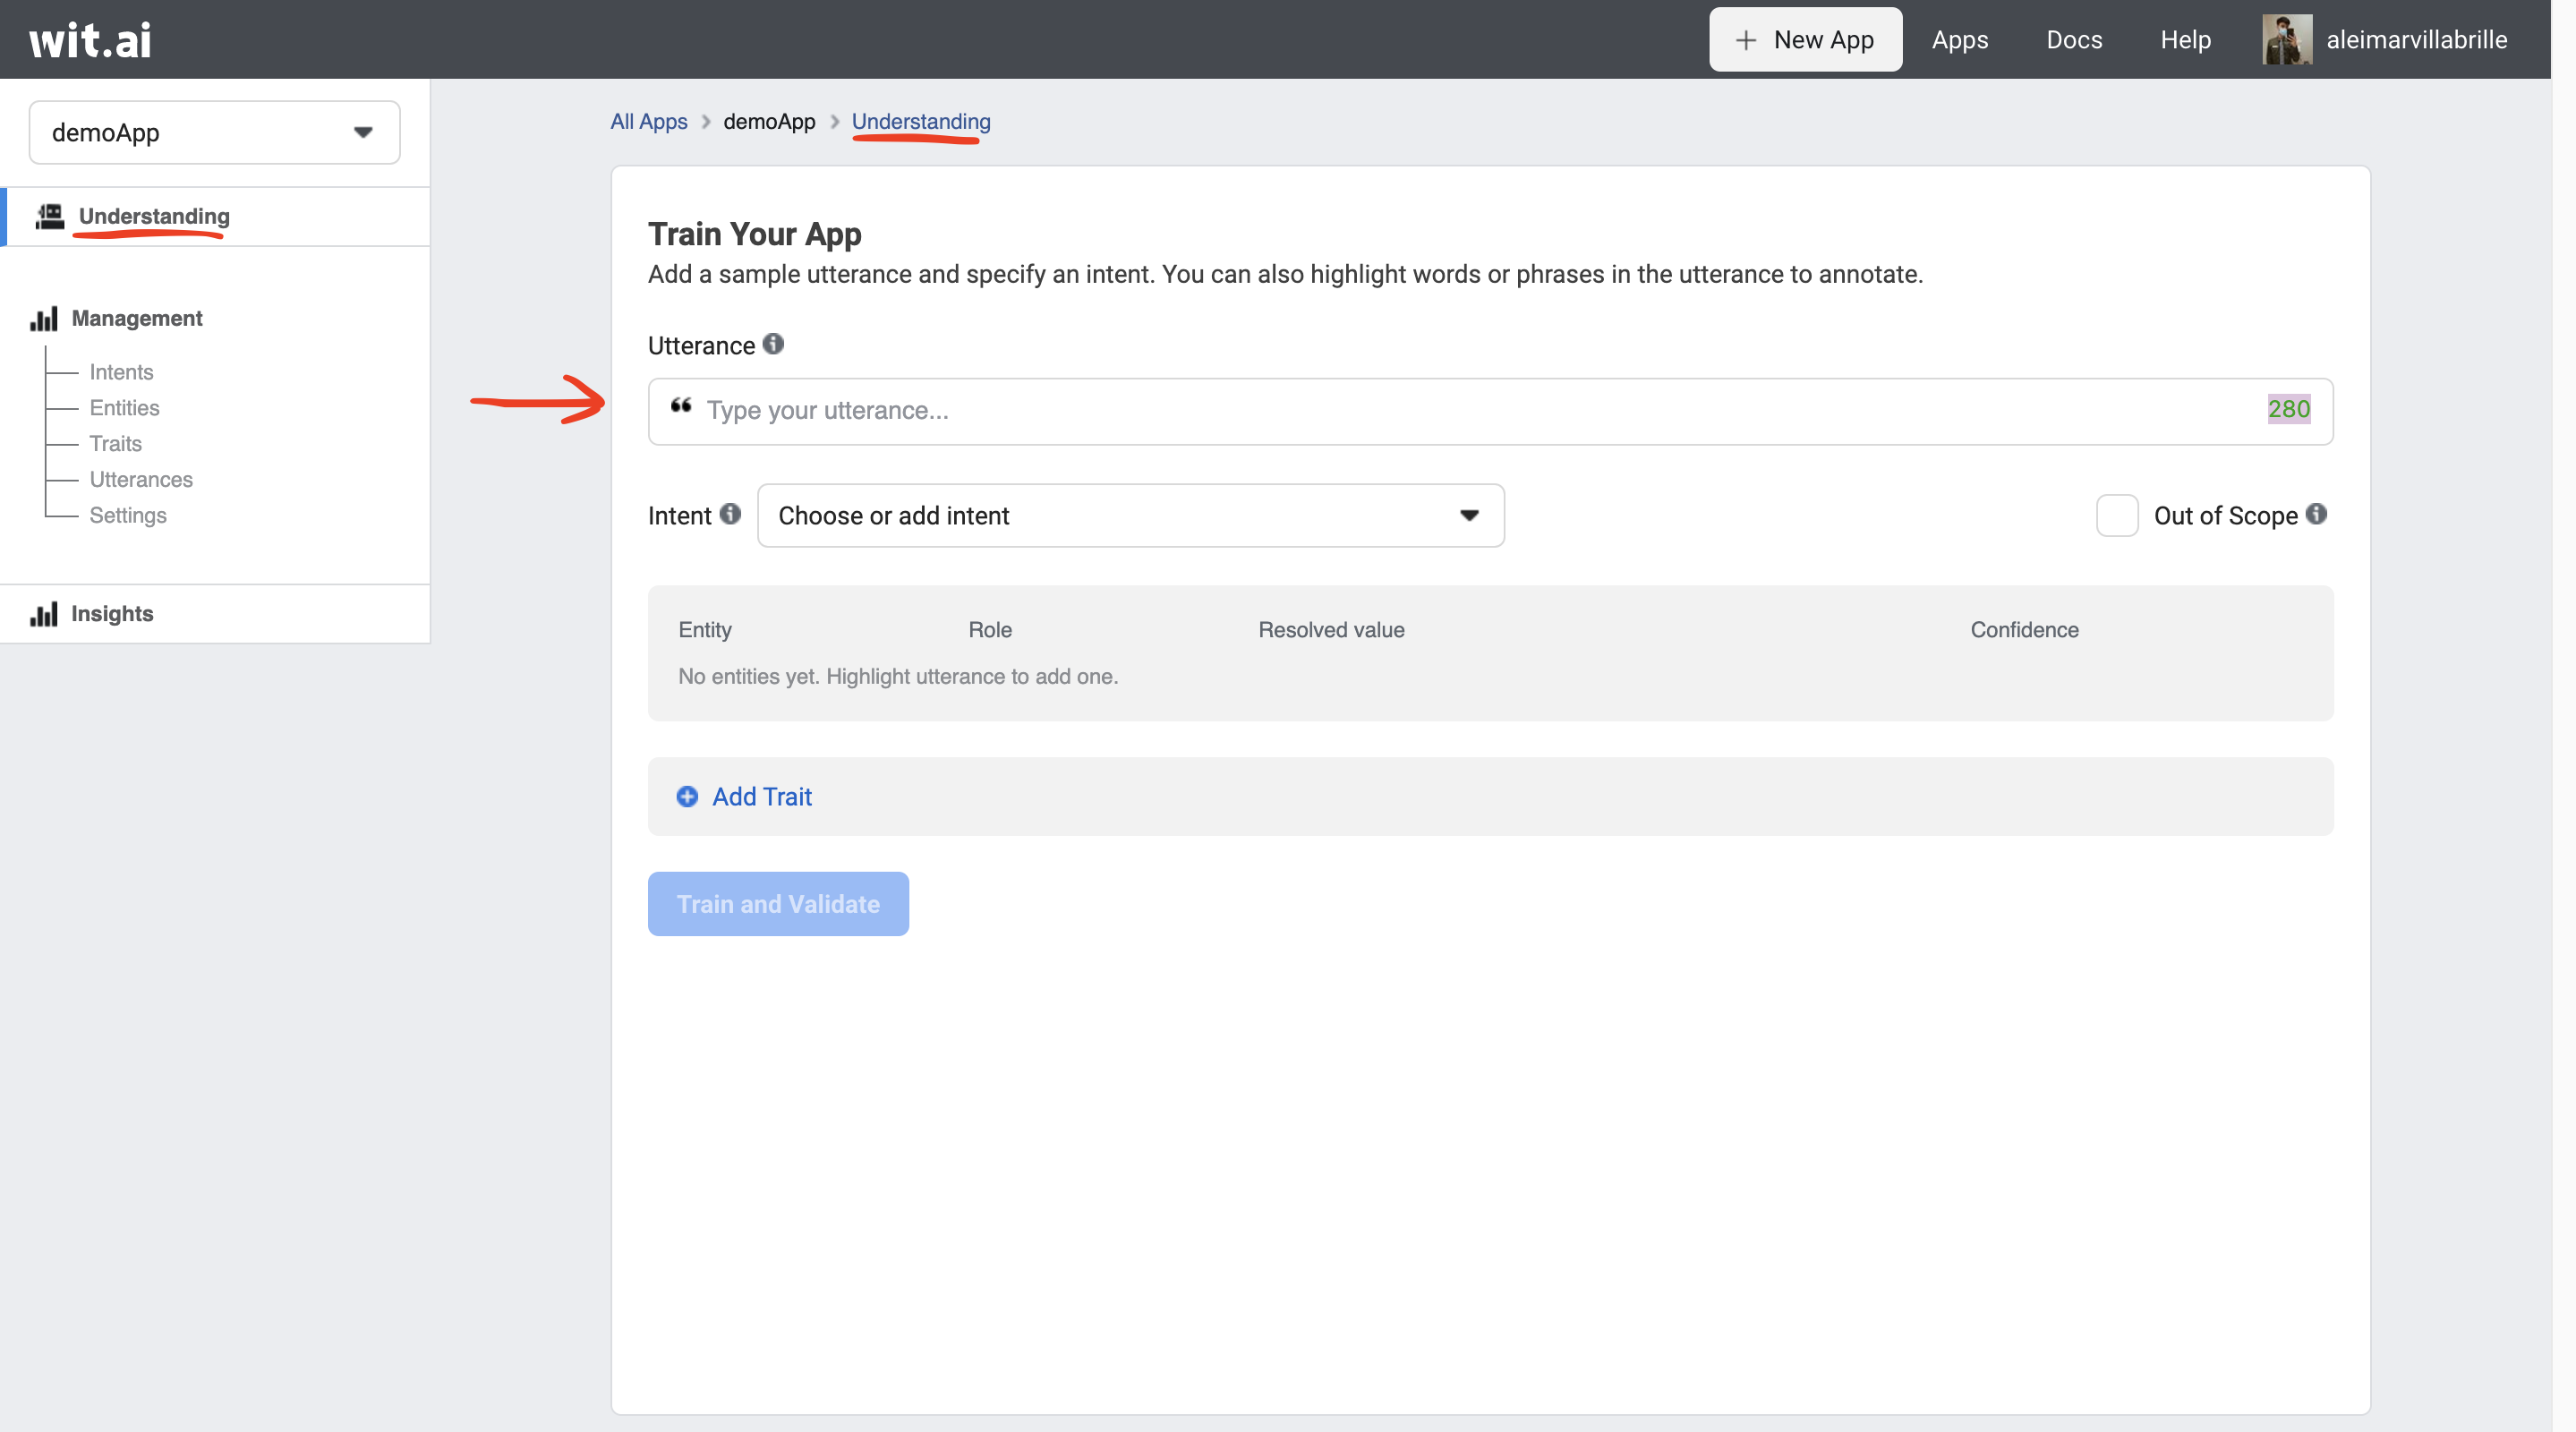 wit.ai
New App Apps Docs Help aleimarvillabrille
demoApp
Understanding
Management
Intents
Entities
Traits
Utterances
Settings
Insights
All Apps > demoApp > Understanding
Train Your App
Add a sample utterance and specify an intent. You can also highlight words or phrases in the utterance to annotate.
Utterance
❝ Type your utterance... 280
Intent Choose or add intent Out of Scope
Entity Role Resolved value Confidence
No entities yet. Highlight utterance to add one.
Add Trait
Train and Validate